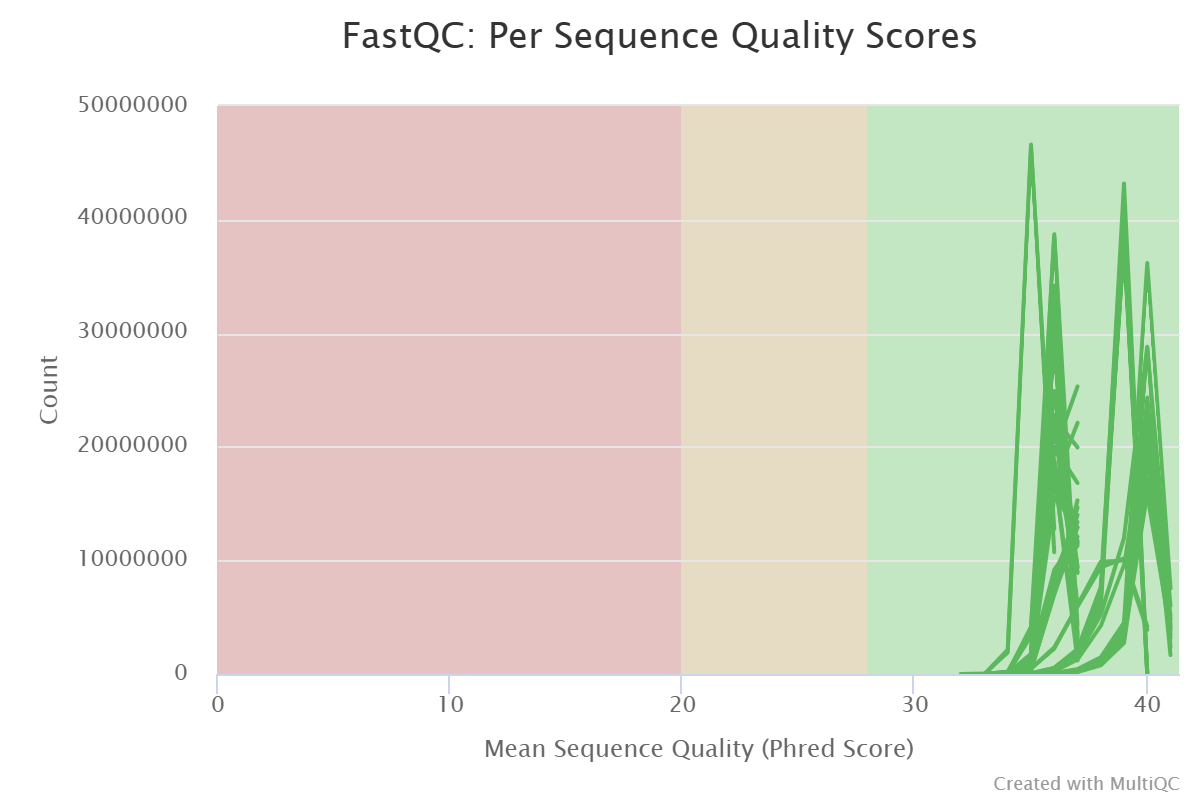 FastQC: Per Sequence Quality Scores
50000000
40000000
30000000
20000000
10000000
0
Count
0 10 20 30 40
Mean Sequence Quality (Phred Score)
Created with MultiQC